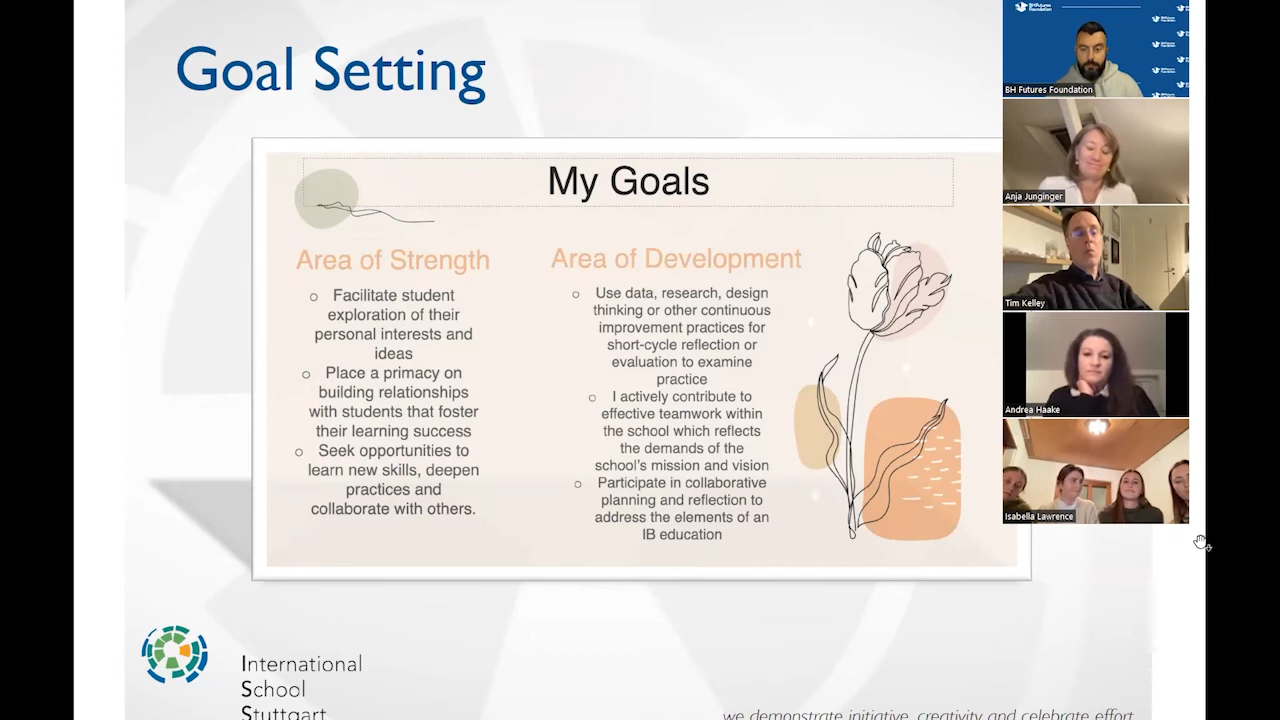 Goal Setting
My Goals
Area of Strength
○ Facilitate student
exploration of their
personal interests and
ideas
○ Place a primacy on
building relationships
with students that foster
their learning success
○ Seek opportunities to
learn new skills, deepen
practices and
collaborate with others.
Area of Development
○ Use data, research, design
thinking or other continuous
improvement practices for
short-cycle reflection or
evaluation to examine
practice
○ I actively contribute to
effective teamwork within
the school which reflects
the demands of the
school's mission and vision
○ Participate in collaborative
planning and reflection to
address the elements of an
IB education
International
School
Stuttgart
we demonstrate initiative, creativity and celebrate effort
BH Futures
Foundation
BH Futures Foundation
Anja Junginger
Tim Kelley
Andrea Haake
Isabella Lawrence